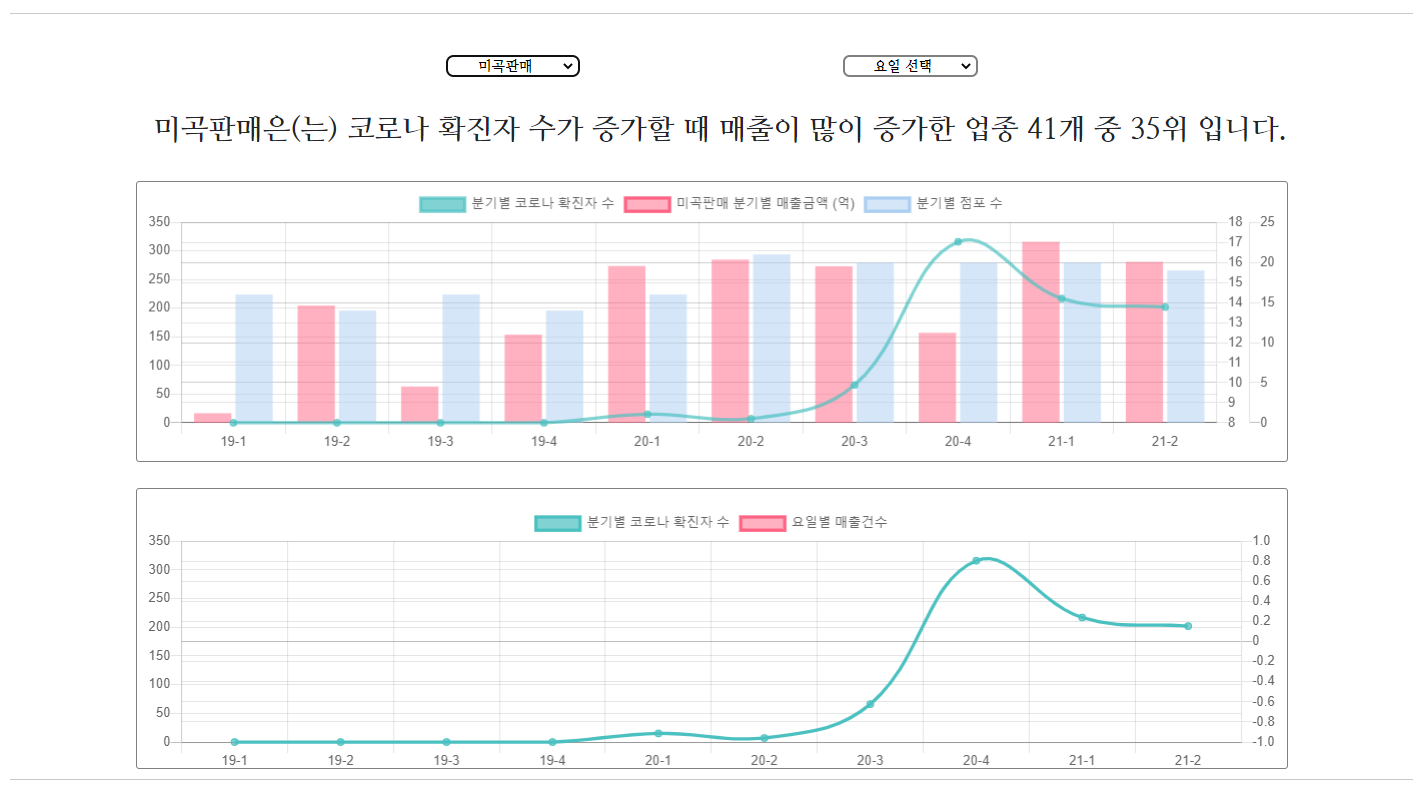 미곡판매 요일 선택
미곡판매은(는) 코로나 확진자 수가 증가할 때 매출이 많이 증가한 업종 41개 중 35위 입니다.
분기별 코로나 확진자 수 미곡판매 분기별 매출금액 (억) 분기별 점포 수
350 18 25
300 17
250 16 20
200 15
150 14 15
100 13
50 12 10
0 11
10 5
9
8 0
19-1 19-2 19-3 19-4 20-1 20-2 20-3 20-4 21-1 21-2
분기별 코로나 확진자 수 요일별 매출건수
350 1.0
300 0.8
250 0.6
200 0.4
150 0.2
100 0
50 -0.2
0 -0.4
-0.6
-0.8
-1.0
19-1 19-2 19-3 19-4 20-1 20-2 20-3 20-4 21-1 21-2